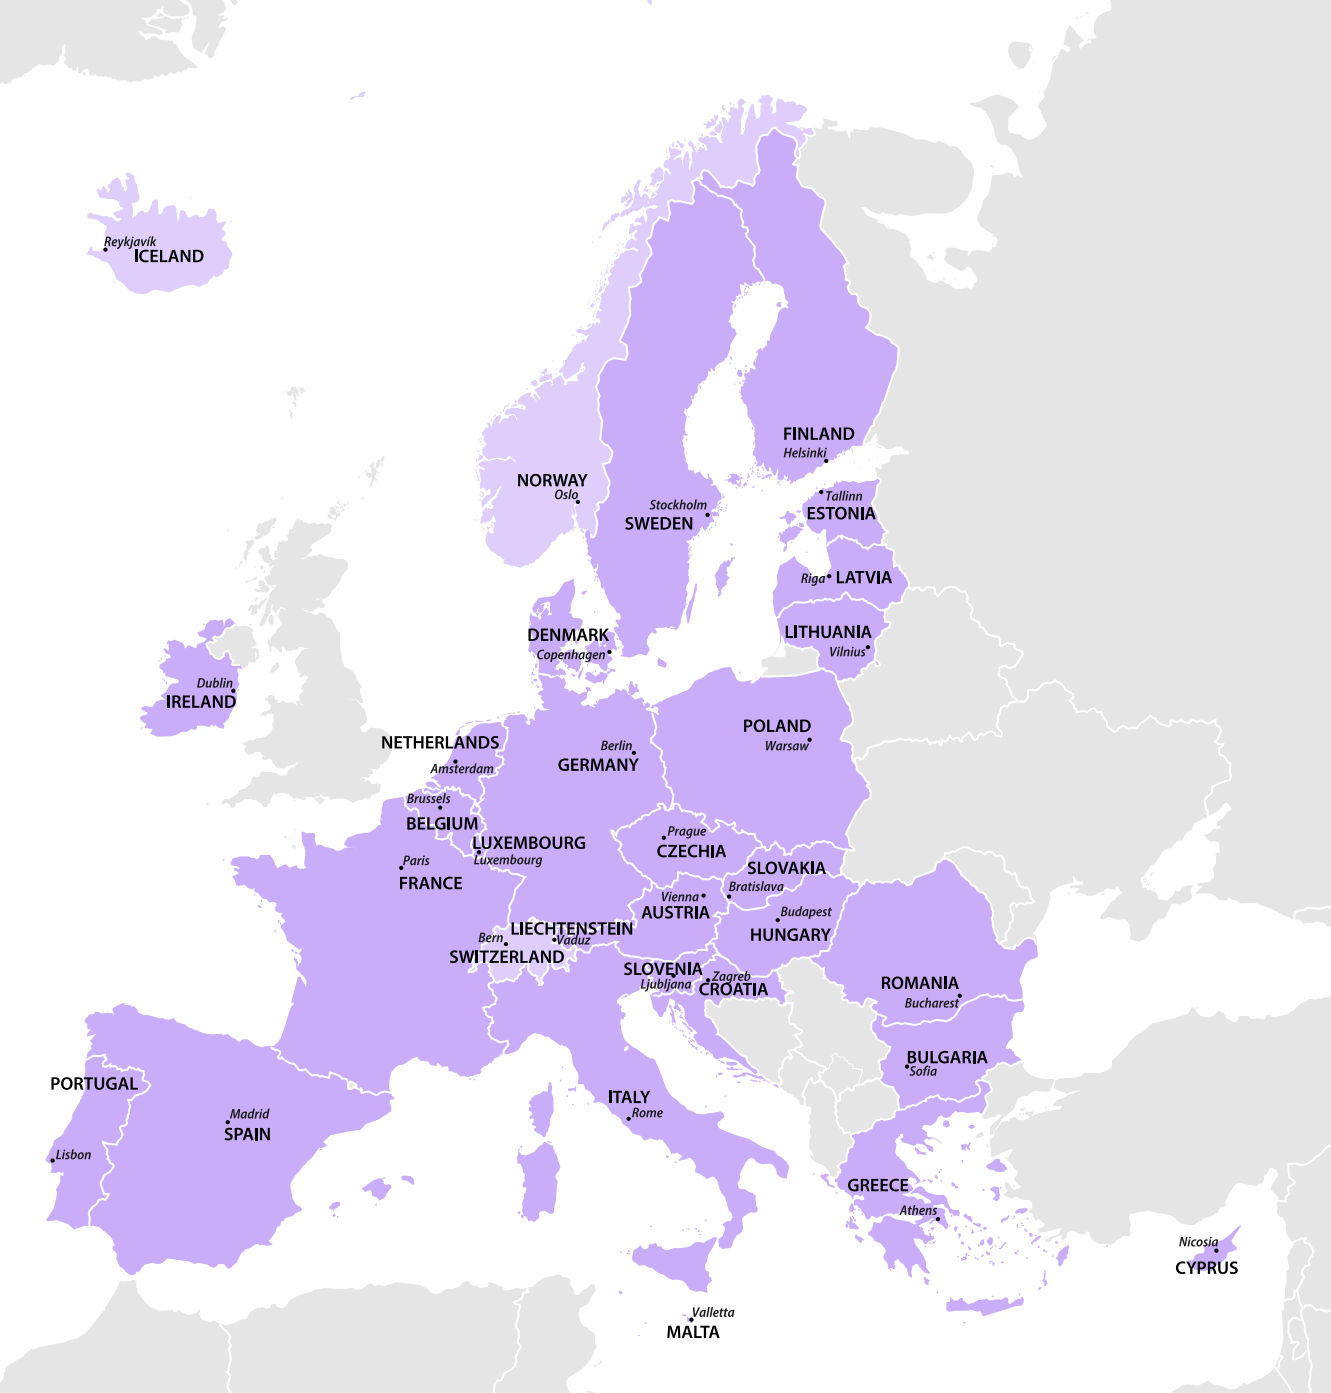 Reykjavík
ICELAND
FINLAND
Helsinki
NORWAY
Oslo
Stockholm
SWEDEN
Tallinn
ESTONIA
Riga
LATVIA
LITHUANIA
Vilnius
DENMARK
Copenhagen
Dublin
IRELAND
POLAND
Warsaw
NETHERLANDS
Amsterdam
Berlin
GERMANY
Brussels
BELGIUM
LUXEMBOURG
Luxembourg
Prague
CZECHIA
Paris
FRANCE
SLOVAKIA
Bratislava
Vienna
AUSTRIA
Budapest
HUNGARY
LIECHTENSTEIN
Vaduz
Bern
SWITZERLAND
SLOVENIA
Ljubljana
Zagreb
CROATIA
ROMANIA
Bucharest
BULGARIA
Sofia
PORTUGAL
Lisbon
Madrid
SPAIN
ITALY
Rome
GREECE
Athens
Nicosia
CYPRUS
Valletta
MALTA